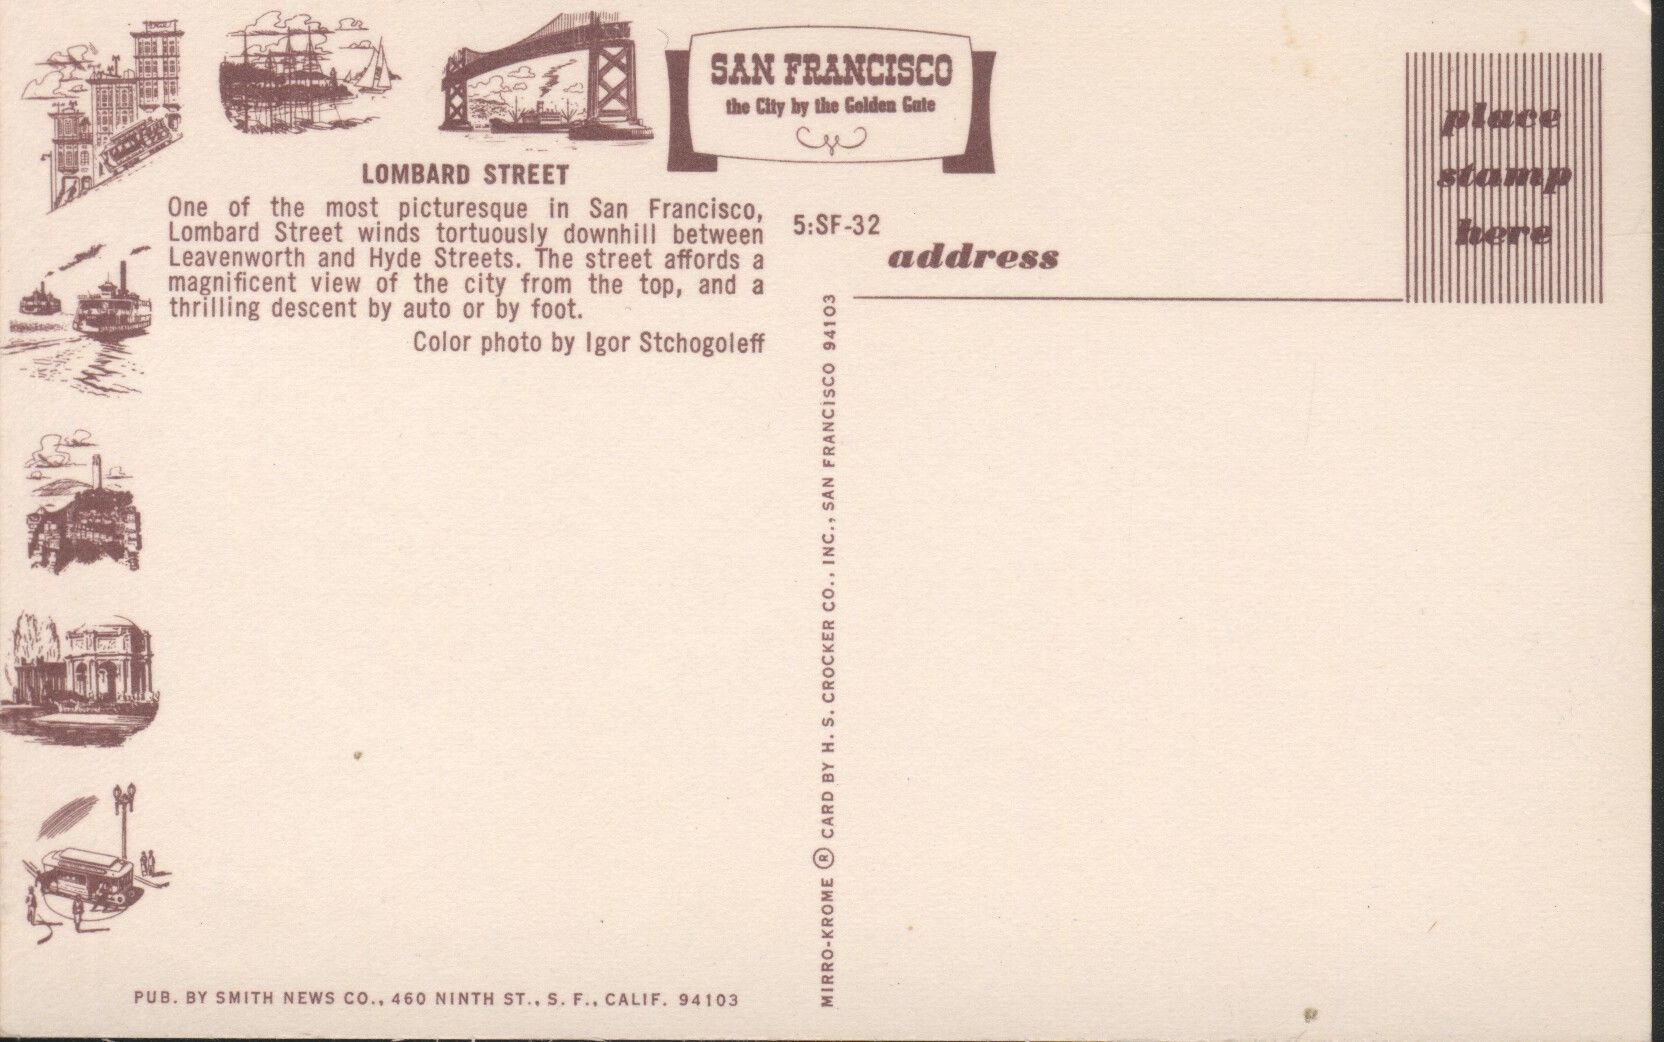 SAN FRANCISCO
the City by the Golden Gate
place
stamp
here
LOMBARD STREET
One of the most picturesque in San Francisco,
Lombard Street winds tortuously downhill between
Leavenworth and Hyde Streets. The street affords a
magnificent view of the city from the top, and a
thrilling descent by auto or by foot.
Color photo by Igor Stchogoleff
5:SF-32
address
MIRRO-KROME ® CARD BY H. S. CROCKER CO., INC., SAN FRANCISCO 94103
PUB. BY SMITH NEWS CO., 460 NINTH ST., S. F., CALIF. 94103